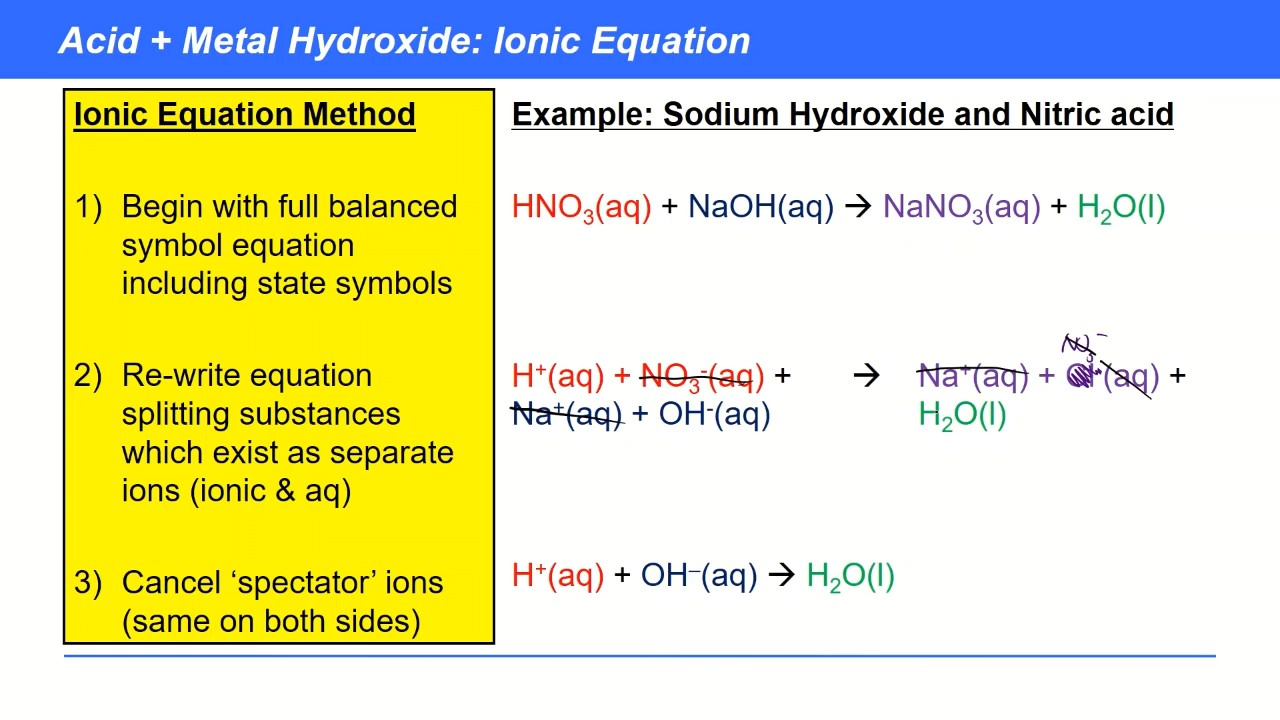 Acid + Metal Hydroxide: Ionic Equation
Ionic Equation Method
1) Begin with full balanced
symbol equation
including state symbols
2) Re-write equation
splitting substances
which exist as separate
ions (ionic & aq)
3) Cancel ‘spectator’ ions
(same on both sides)
Example: Sodium Hydroxide and Nitric acid
HNO₃(aq) + NaOH(aq) → NaNO₃(aq) + H₂O(l)
NO₃⁻
H⁺(aq) + NO₃⁻(aq) + → Na⁺(aq) + (aq) +
Na⁺(aq) + OH⁻(aq) H₂O(l)
H⁺(aq) + OH⁻(aq) → H₂O(l)